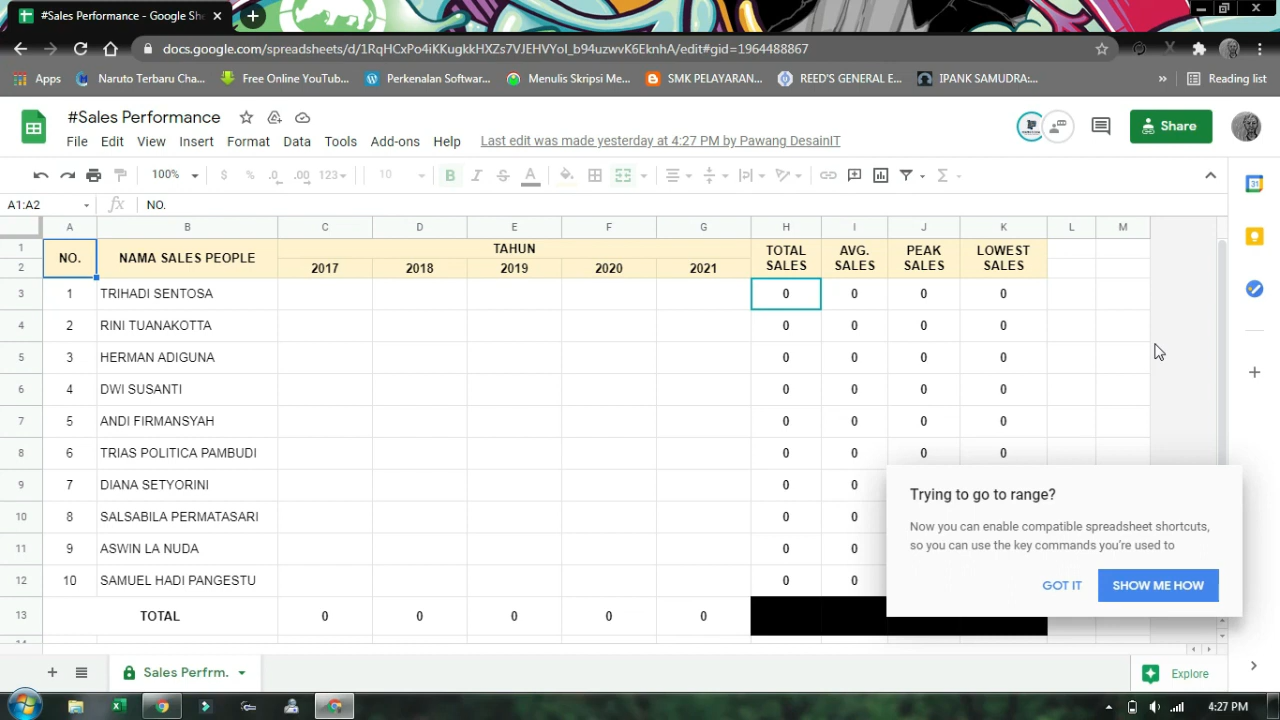 #Sales Performance - Google She
docs.google.com/spreadsheets/d/1RqHCxPo4iKKugkkHXZs7VJEHVYol_b94uzwvK6EknhA/edit#gid=1964488867
Apps Naruto Terbaru Cha... Free Online YouTub... Perkenalan Softwar... Menulis Skripsi Me... SMK PELAYARAN... REED'S GENERAL E... IPANK SAMUDRA:... » Reading list
#Sales Performance
File Edit View Insert Format Data Tools Add-ons Help Last edit was made yesterday at 4:27 PM by Pawang DesainIT
Share
100% $ % .0 .00 123 10 B I S A Σ
A1:A2 fx NO.
A B C D E F G H I J K L M
1 NO. NAMA SALES PEOPLE TAHUN TOTAL SALES AVG. SALES PEAK SALES LOWEST SALES
2 2017 2018 2019 2020 2021
3 1 TRIHADI SENTOSA 0 0 0 0
4 2 RINI TUANAKOTTA 0 0 0 0
5 3 HERMAN ADIGUNA 0 0 0 0
6 4 DWI SUSANTI 0 0 0 0
7 5 ANDI FIRMANSYAH 0 0 0 0
8 6 TRIAS POLITICA PAMBUDI 0 0 0 0
9 7 DIANA SETYORINI 0 0
10 8 SALSABILA PERMATASARI 0 0
11 9 ASWIN LA NUDA 0 0
12 10 SAMUEL HADI PANGESTU 0 0
13 TOTAL 0 0 0 0 0
Trying to go to range?
Now you can enable compatible spreadsheet shortcuts,
so you can use the key commands you're used to
GOT IT SHOW ME HOW
Sales Perfrm.
Explore
4:27 PM